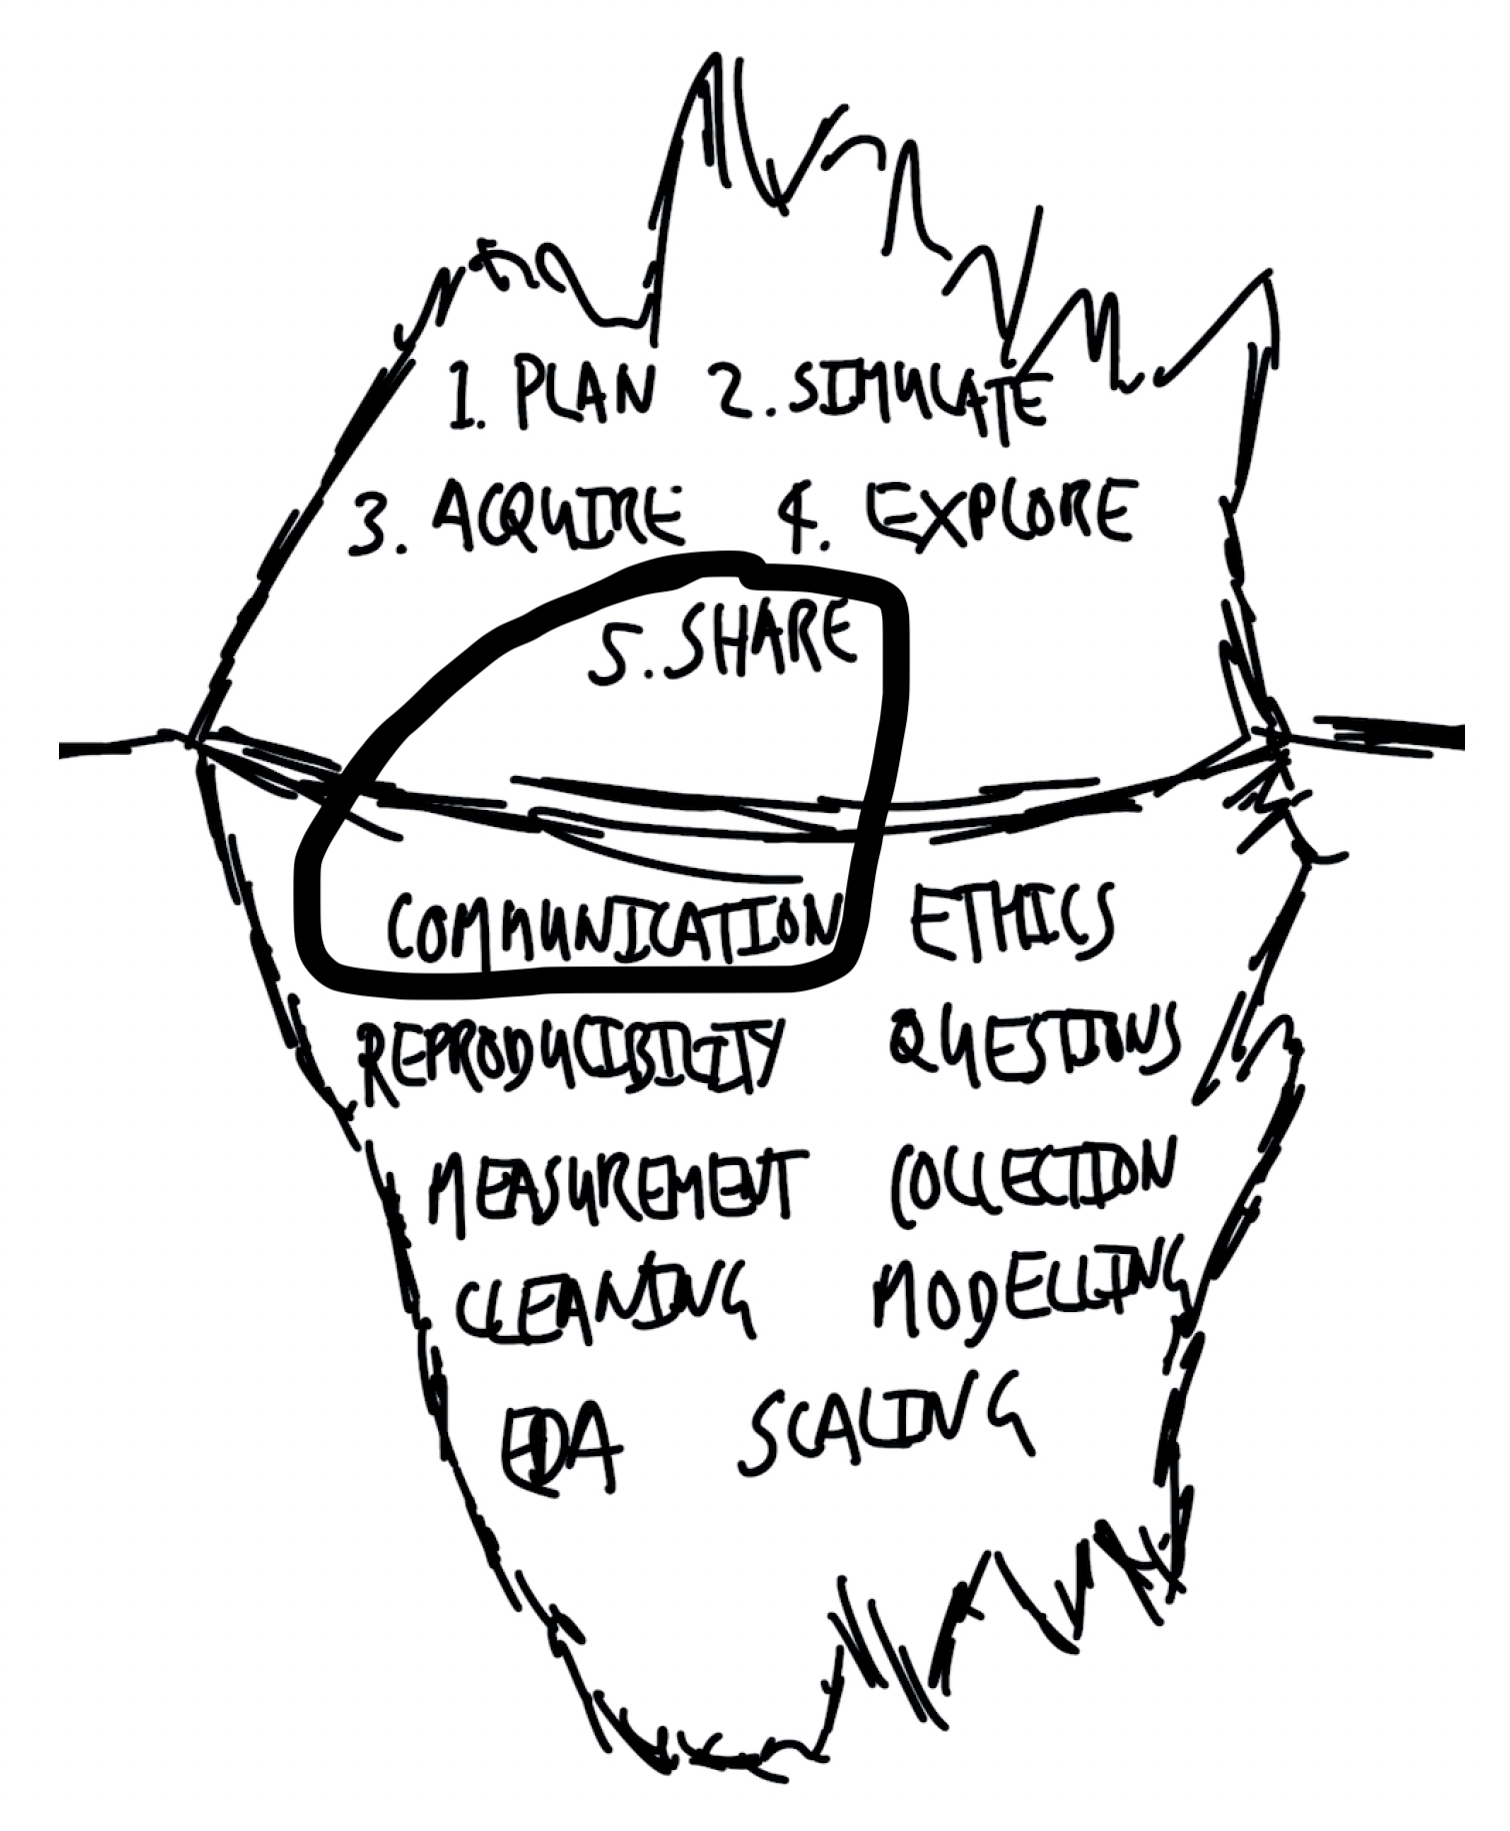 1. PLAN 2. SIMULATE
3. ACQUIRE 4. EXPLORE
5. SHARE
COMMUNICATION ETHICS
REPRODUCIBILITY QUESTIONS
MEASUREMENT COLLECTION
CLEANING MODELLING
EDA SCALING